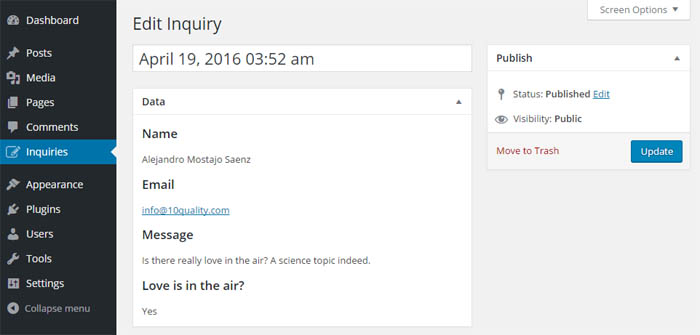 Dashboard
Posts
Media
Pages
Comments
Inquiries
Appearance
Plugins
Users
Tools
Settings
Collapse menu
Screen Options
Edit Inquiry
April 19, 2016 03:52 am
Data
Name
Alejandro Mostajo Saenz
Email
info@10quality.com
Message
Is there really love in the air? A science topic indeed.
Love is in the air?
Yes
Publish
Status: Published Edit
Visibility: Public
Move to Trash
Update